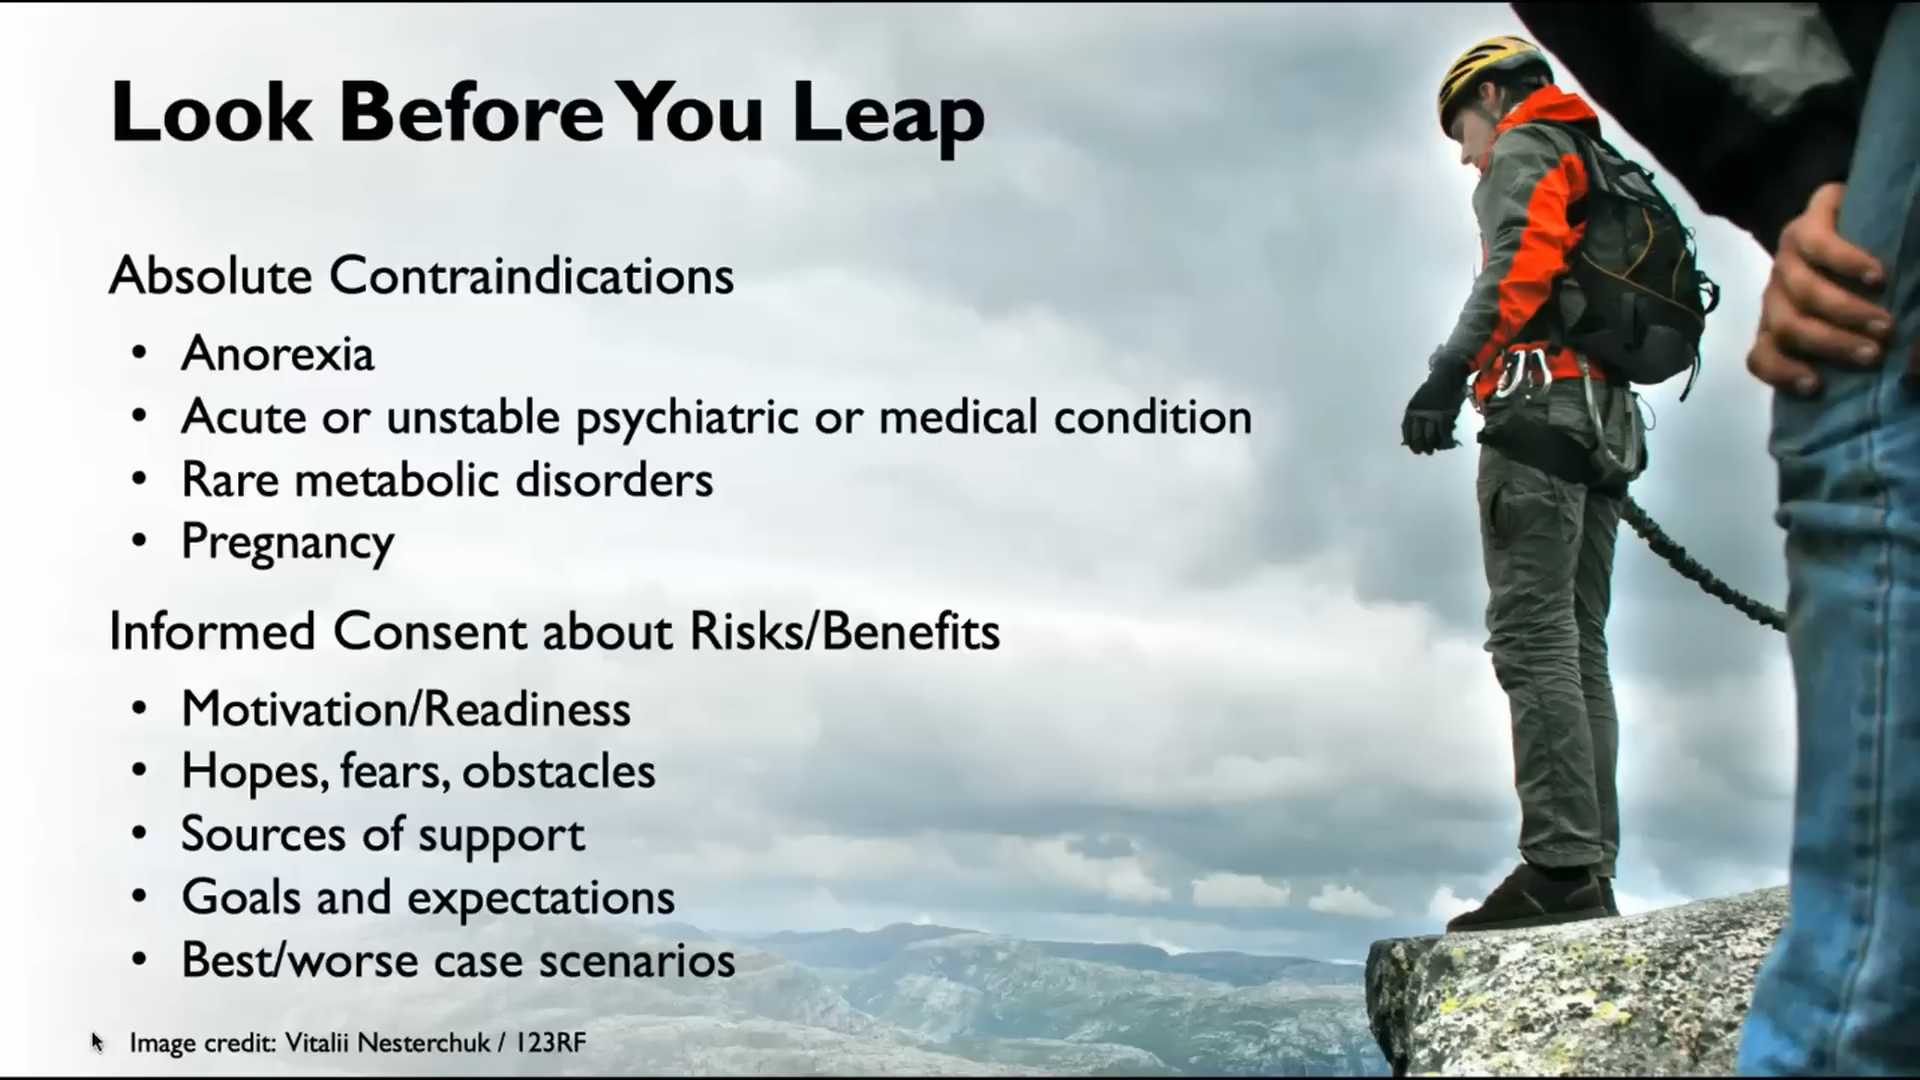 Look Before You Leap
Absolute Contraindications
• Anorexia
• Acute or unstable psychiatric or medical condition
• Rare metabolic disorders
• Pregnancy
Informed Consent about Risks/Benefits
• Motivation/Readiness
• Hopes, fears, obstacles
• Sources of support
• Goals and expectations
• Best/worse case scenarios
Image credit: Vitalii Nesterchuk / 123RF